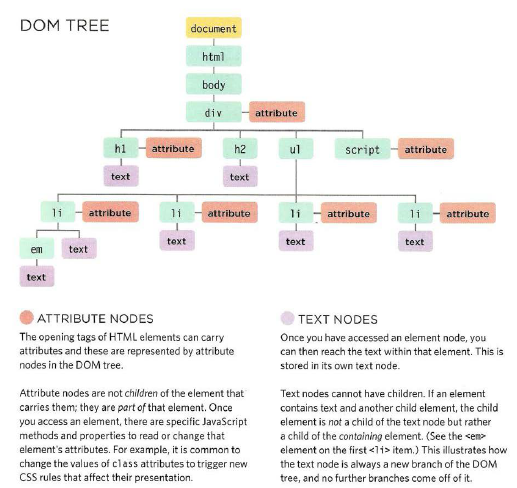 DOM TREE
document
html
body
div attribute
h1 attribute h2 ul script attribute
text text
li attribute li attribute li attribute li attribute
em text text text text
text
ATTRIBUTE NODES
The opening tags of HTML elements can carry
attributes and these are represented by attribute
nodes in the DOM tree.
Attribute nodes are not children of the element that
carries them; they are part of that element. Once
you access an element, there are specific JavaScript
methods and properties to read or change that
element's attributes. For example, it is common to
change the values of class attributes to trigger new
CSS rules that affect their presentation.
TEXT NODES
Once you have accessed an element node, you
can then reach the text within that element. This is
stored in its own text node.
Text nodes cannot have children. If an element
contains text and another child element, the child
element is not a child of the text node but rather
a child of the containing element. (See the <em>
element on the first <li> item.) This illustrates how
the text node is always a new branch of the DOM
tree, and no further branches come off of it.